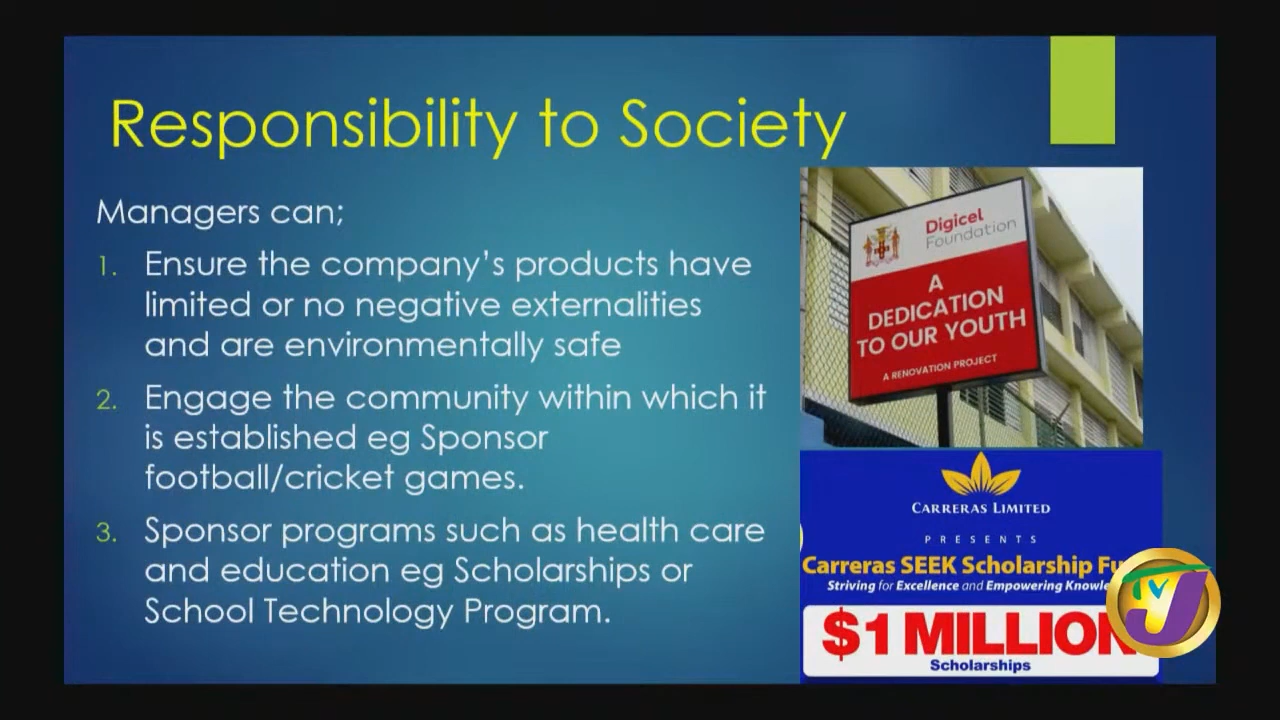 Responsibility to Society
Managers can;
1. Ensure the company's products have
limited or no negative externalities
and are environmentally safe
2. Engage the community within which it
is established eg Sponsor
football/cricket games.
3. Sponsor programs such as health care
and education eg Scholarships or
School Technology Program.
Digicel
Foundation
A
DEDICATION
TO OUR YOUTH
A RENOVATION PROJECT
CARRERAS LIMITED
PRESENTS
Carreras SEEK Scholarship
Striving for Excellence and Empowering
$1 MILLION
Scholarships
TVJ